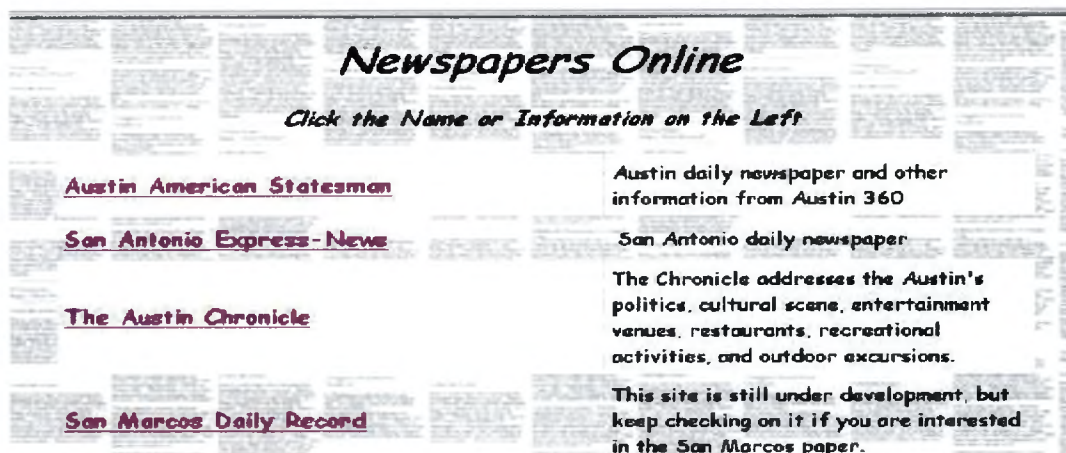 Newspapers Online
Click the Name or Information on the Left
Austin American Statesman
Austin daily newspaper and other
information from Austin 360
San Antonio Express-News
San Antonio daily newspaper
The Austin Chronicle
The Chronicle addresses the Austin's
politics, cultural scene, entertainment
venues, restaurants, recreational
activities, and outdoor excursions.
San Marcos Daily Record
This site is still under development, but
keep checking on it if you are interested
in the San Marcos paper.